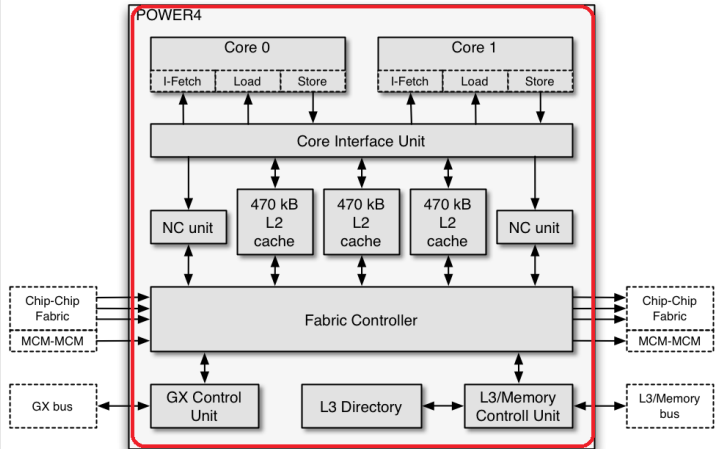 POWER4
Core 0
Core 1
I-Fetch
Load
Store
I-Fetch
Load
Store
Core Interface Unit
470 kB
L2
cache
470 kB
L2
cache
470 kB
L2
cache
NC unit
NC unit
Chip-Chip
Fabric
MCM-MCM
Fabric Controller
Chip-Chip
Fabric
MCM-MCM
GX bus
GX Control
Unit
L3 Directory
L3/Memory
Controll Unit
L3/Memory
bus